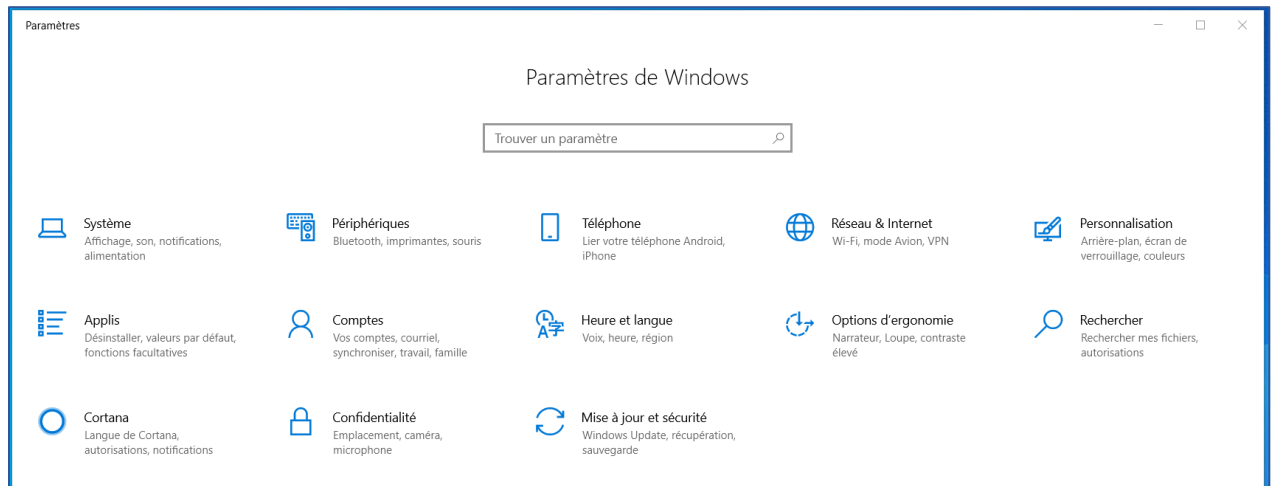 Paramètres
Paramètres de Windows
Trouver un paramètre
Système
Affichage, son, notifications,
alimentation
Périphériques
Bluetooth, imprimantes, souris
Téléphone
Lier votre téléphone Android,
iPhone
Réseau & Internet
Wi-Fi, mode Avion, VPN
Personnalisation
Arrière-plan, écran de
verrouillage, couleurs
Applis
Désinstaller, valeurs par défaut,
fonctions facultatives
Comptes
Vos comptes, courriel,
synchroniser, travail, famille
Heure et langue
Voix, heure, région
Options d'ergonomie
Narrateur, Loupe, contraste
élevé
Rechercher
Rechercher mes fichiers,
autorisations
Cortana
Langue de Cortana,
autorisations, notifications
Confidentialité
Emplacement, caméra,
microphone
Mise à jour et sécurité
Windows Update, récupération,
sauvegarde